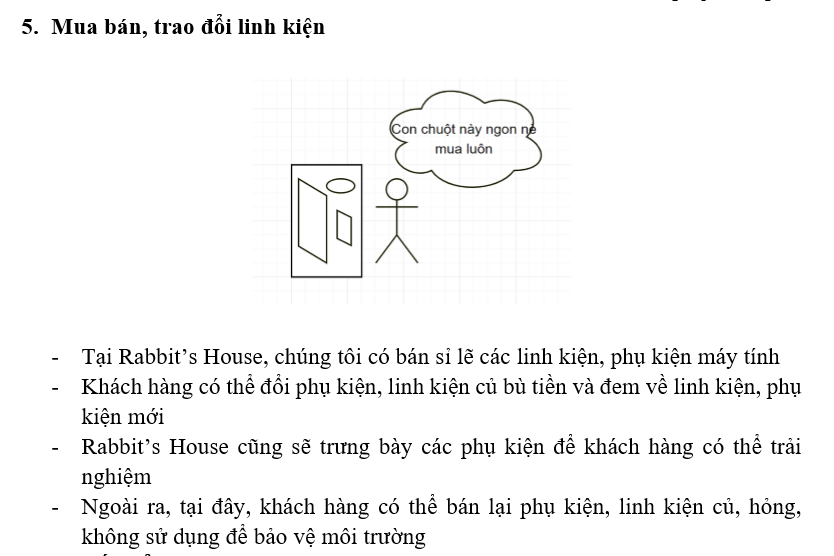 5. Mua bán, trao đổi linh kiện
Con chuột này ngon nè
mua luôn
- Tại Rabbit’s House, chúng tôi có bán sỉ lẽ các linh kiện, phụ kiện máy tính
- Khách hàng có thể đổi phụ kiện, linh kiện củ bù tiền và đem về linh kiện, phụ
kiện mới
- Rabbit’s House cũng sẽ trưng bày các phụ kiện để khách hàng có thể trải
nghiệm
- Ngoài ra, tại đây, khách hàng có thể bán lại phụ kiện, linh kiện củ, hỏng,
không sử dụng để bảo vệ môi trường